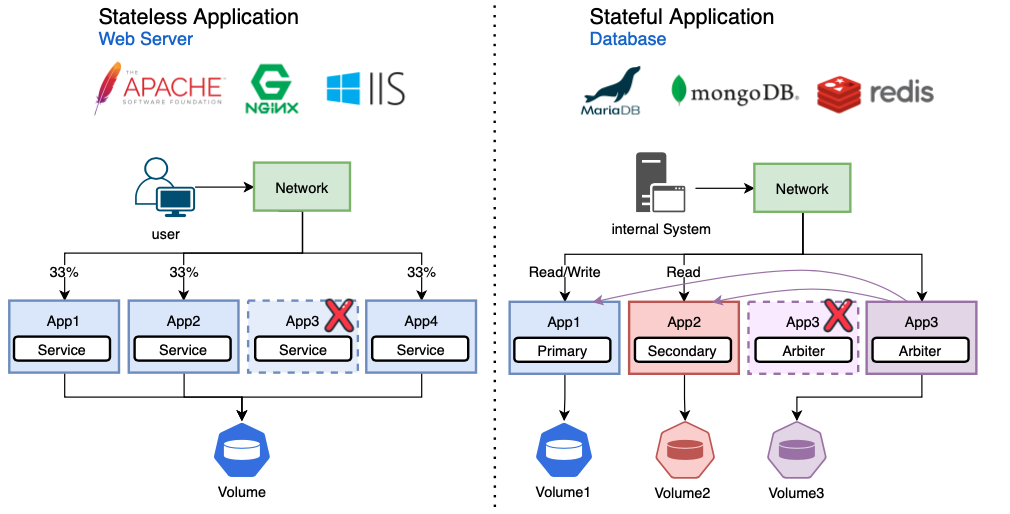 Stateless Application
Web Server
THE
APACHE
SOFTWARE FOUNDATION
NGINX
IIS
user
Network
33%
33%
33%
App1
Service
App2
Service
App3
Service
App4
Service
Volume
Stateful Application
Database
MariaDB
mongoDB.
redis
internal System
Network
Read/Write
Read
App1
Primary
App2
Secondary
App3
Arbiter
App3
Arbiter
Volume1
Volume2
Volume3